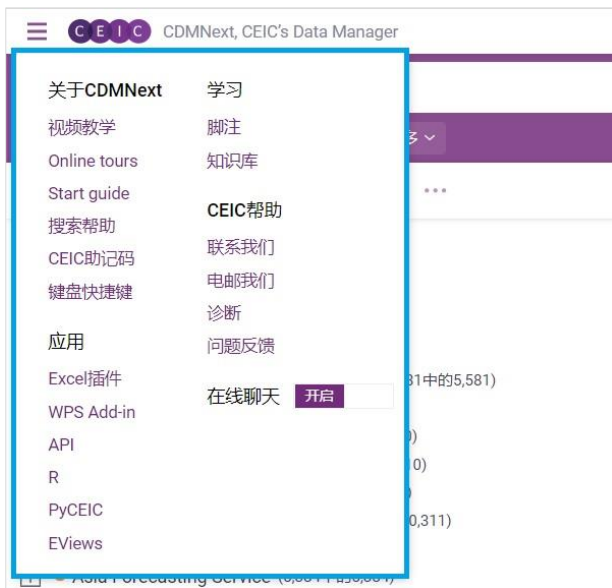 CEIC CDMNext, CEIC's Data Manager
关于CDMNext
视频教学
Online tours
Start guide
搜索帮助
CEIC助记码
键盘快捷键
应用
Excel插件
WPS Add-in
API
R
PyCEIC
EViews
学习
脚注
知识库
CEIC帮助
联系我们
电邮我们
诊断
问题反馈
在线聊天 开启
多
31中的5,581)
)
10)
)
0,311)